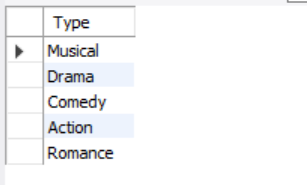 Type
Musical
Drama
Comedy
Action
Romance